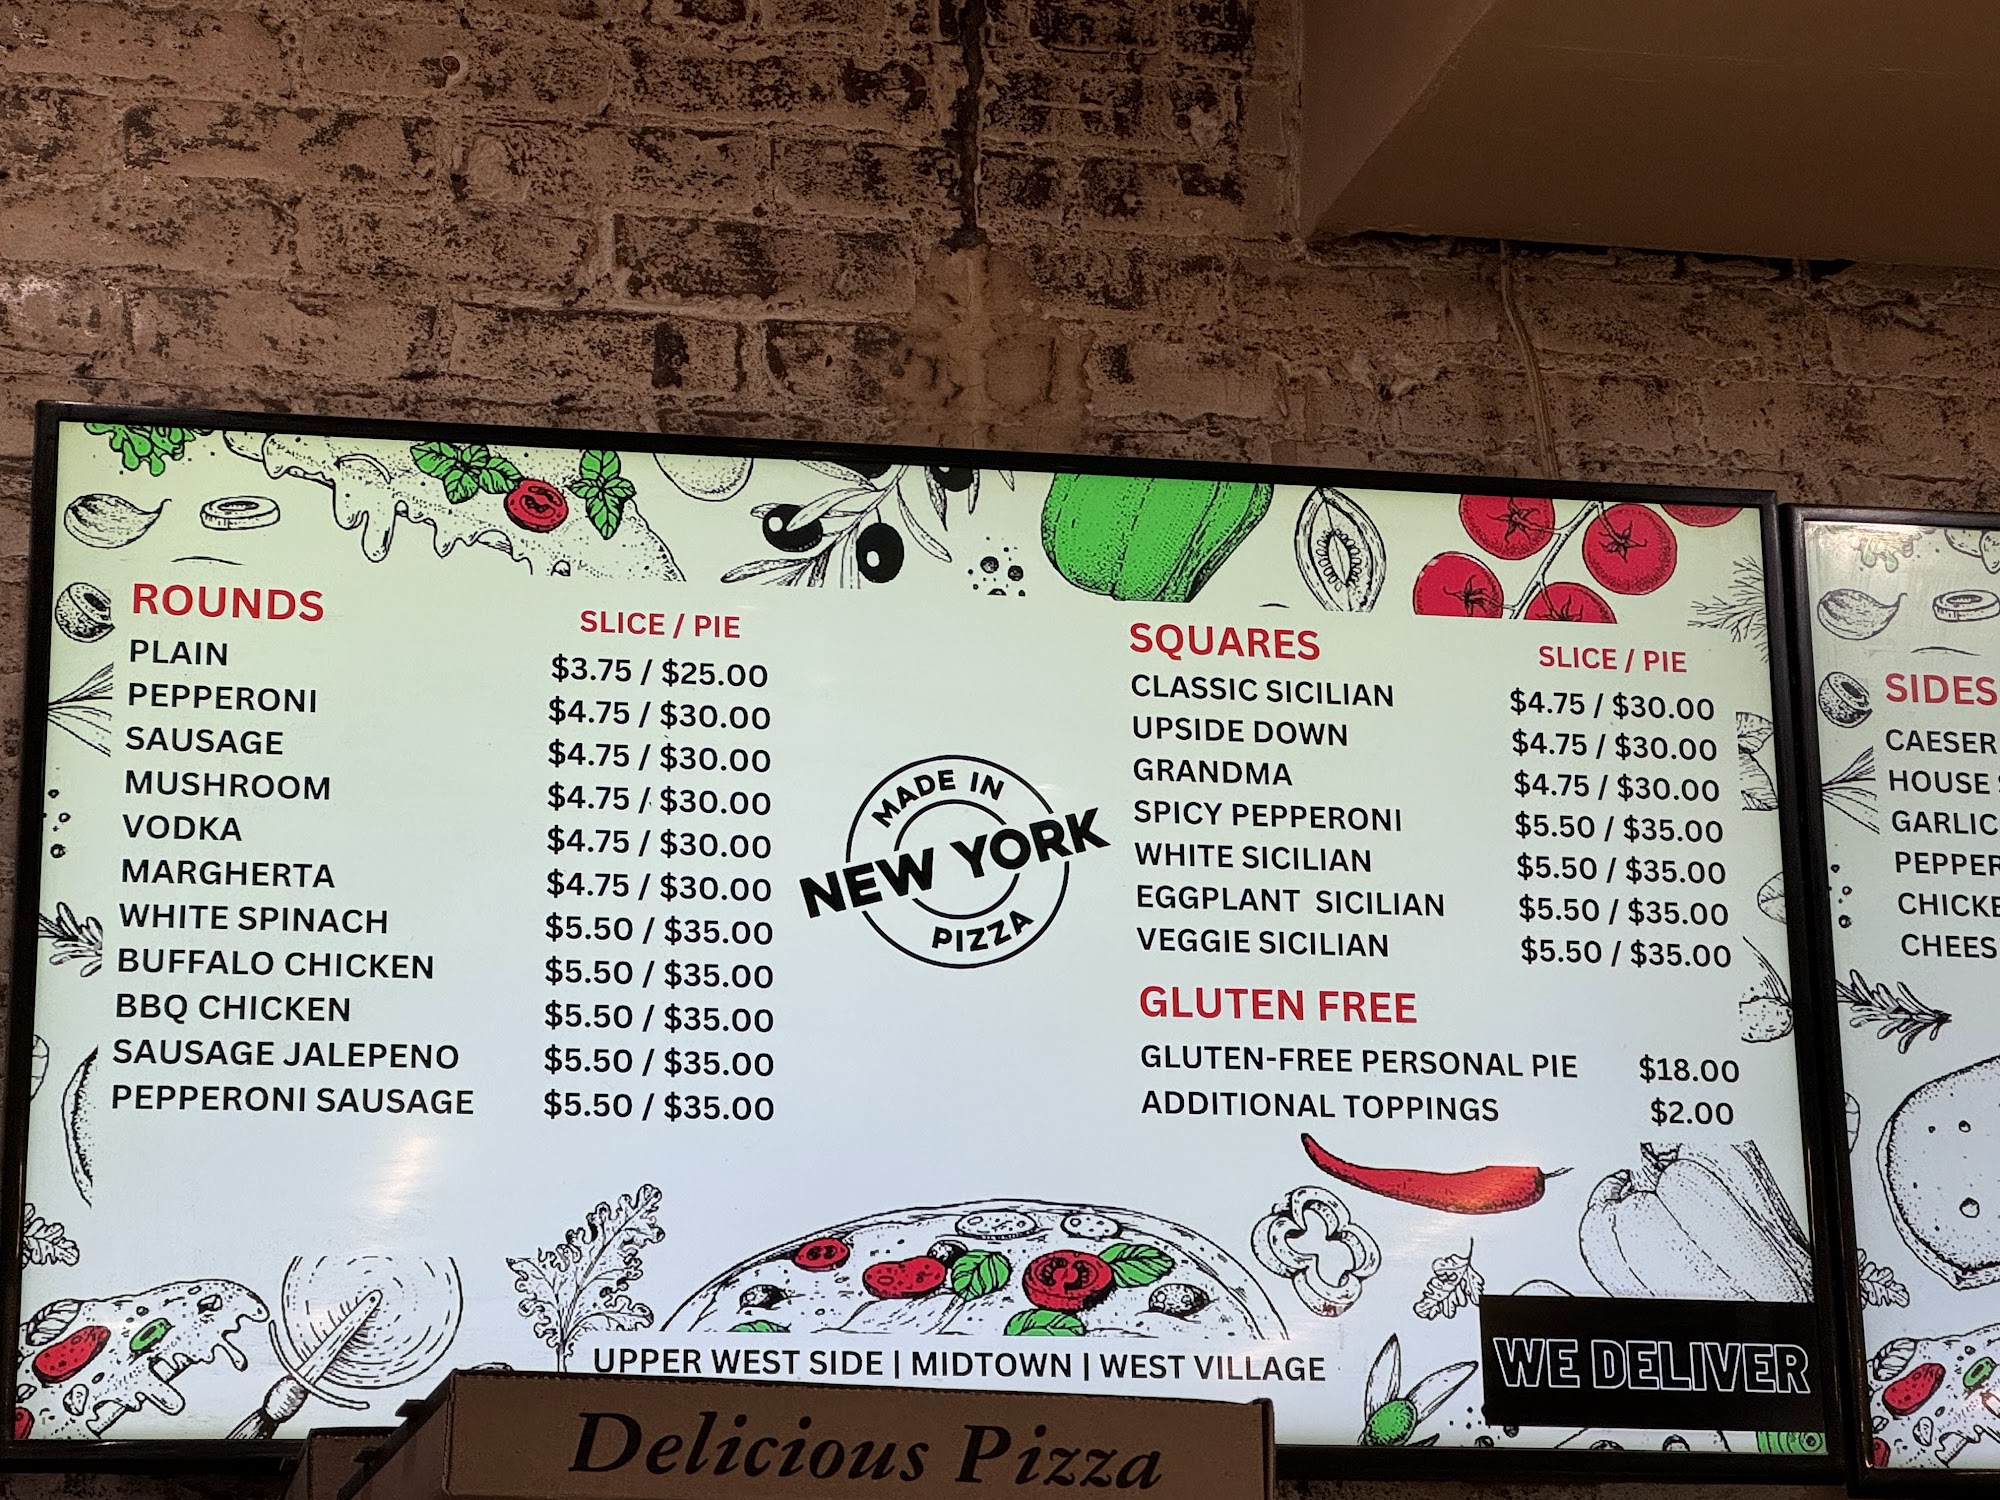 ROUNDS
SLICE / PIE
PLAIN $3.75 / $25.00
PEPPERONI $4.75 / $30.00
SAUSAGE $4.75 / $30.00
MUSHROOM $4.75 / $30.00
VODKA $4.75 / $30.00
MARGHERTA $4.75 / $30.00
WHITE SPINACH $5.50 / $35.00
BUFFALO CHICKEN $5.50 / $35.00
BBQ CHICKEN $5.50 / $35.00
SAUSAGE JALEPENO $5.50 / $35.00
PEPPERONI SAUSAGE $5.50 / $35.00
MADE IN
NEW YORK
PIZZA
SQUARES
SLICE / PIE
CLASSIC SICILIAN $4.75 / $30.00
UPSIDE DOWN $4.75 / $30.00
GRANDMA $4.75 / $30.00
SPICY PEPPERONI $5.50 / $35.00
WHITE SICILIAN $5.50 / $35.00
EGGPLANT SICILIAN $5.50 / $35.00
VEGGIE SICILIAN $5.50 / $35.00
GLUTEN FREE
GLUTEN-FREE PERSONAL PIE $18.00
ADDITIONAL TOPPINGS $2.00
UPPER WEST SIDE | MIDTOWN | WEST VILLAGE
WE DELIVER
Delicious Pizza
SIDES
CAESER
HOUSE
GARLIC